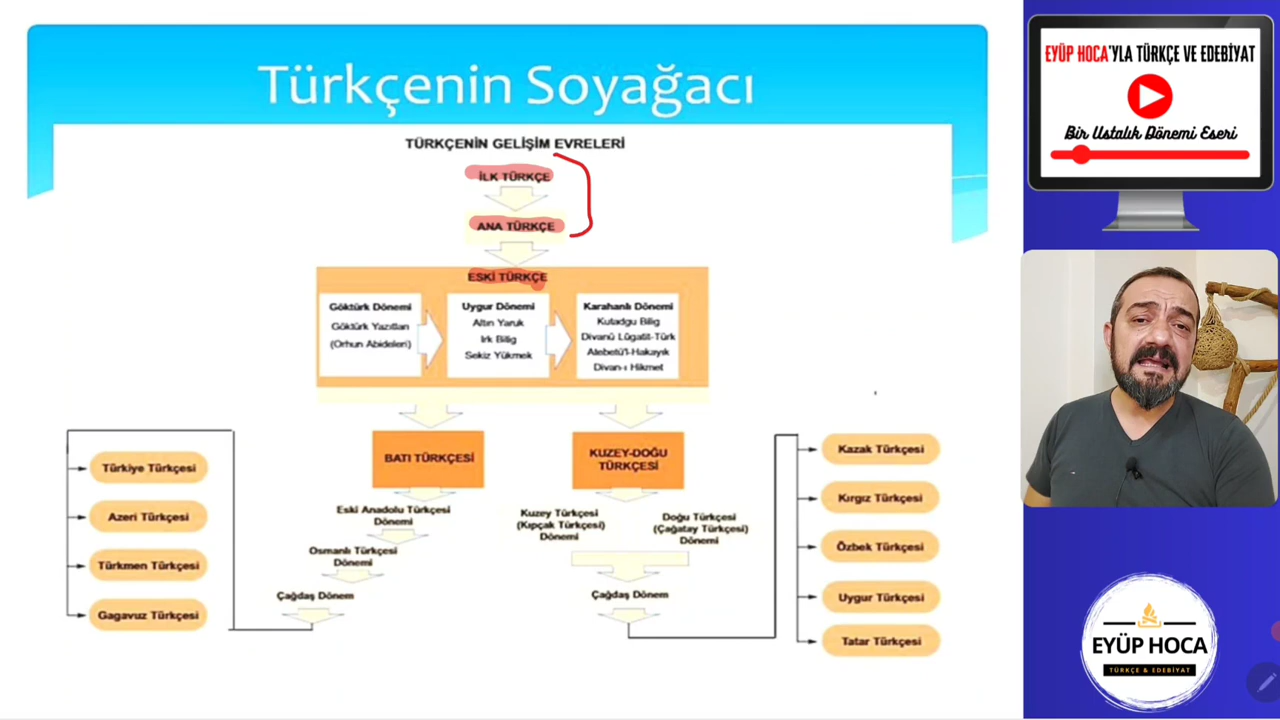 Türkçenin Soyağacı
TÜRKÇENİN GELİŞİM EVRELERİ
İLK TÜRKÇE
ANA TÜRKÇE
ESKİ TÜRKÇE
Göktürk Dönemi
Göktürk Yazıtları
(Orhun Abideleri)
Uygur Dönemi
Altın Yaruk
Irk Bilig
Sekiz Yükmek
Karahanlı Dönemi
Kutadgu Bilig
Divanü Lügatit-Türk
Atebetü'l-Hakayık
Divan-ı Hikmet
BATI TÜRKÇESİ
Eski Anadolu Türkçesi
Dönemi
Osmanlı Türkçesi
Dönemi
Çağdaş Dönem
Türkiye Türkçesi
Azeri Türkçesi
Türkmen Türkçesi
Gagavuz Türkçesi
KUZEY-DOĞU
TÜRKÇESİ
Kuzey Türkçesi
(Kıpçak Türkçesi)
Dönemi
Doğu Türkçesi
(Çağatay Türkçesi)
Dönemi
Çağdaş Dönem
Kazak Türkçesi
Kırgız Türkçesi
Özbek Türkçesi
Uygur Türkçesi
Tatar Türkçesi
EYÜP HOCA'YLA TÜRKÇE VE EDEBİYAT
Bir Ustalık Dönemi Eseri
EYÜP HOCA
TÜRKÇE & EDEBİYAT